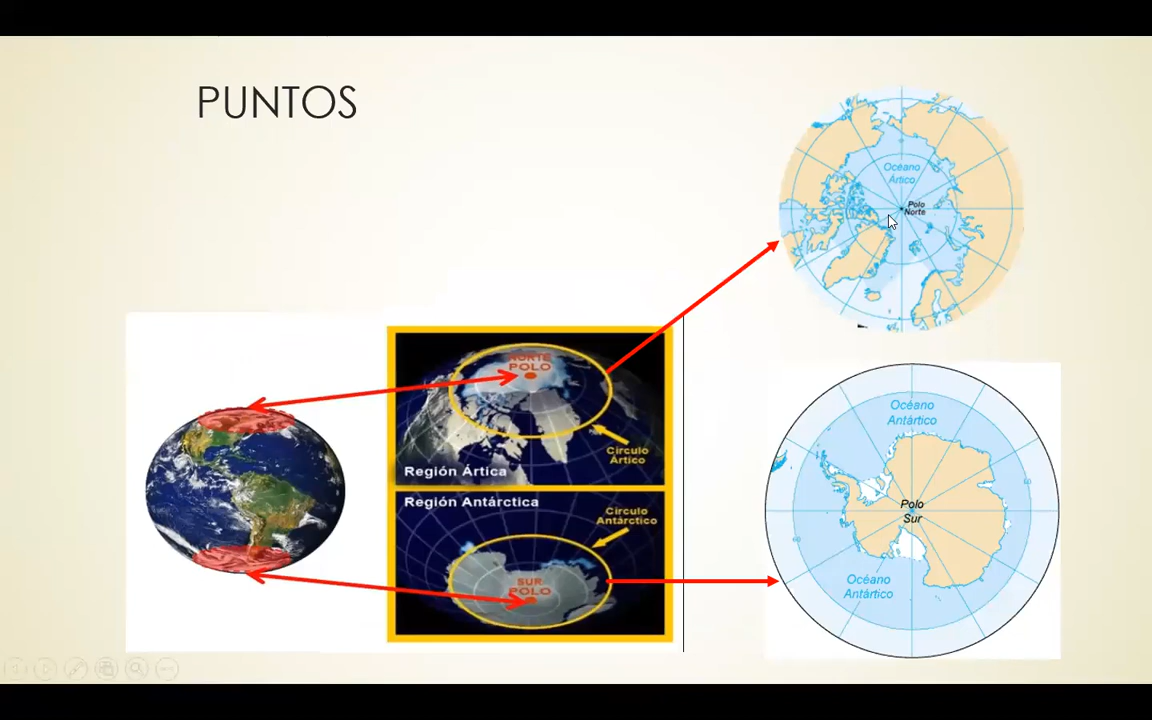 PUNTOS
Océano
Ártico
Polo
Norte
NORTE
POLO
Círculo
Ártico
Región Ártica
Región Antárctica
Círculo
Antárctico
SUR
POLO
Océano
Antártico
Polo
Sur
Océano
Antártico